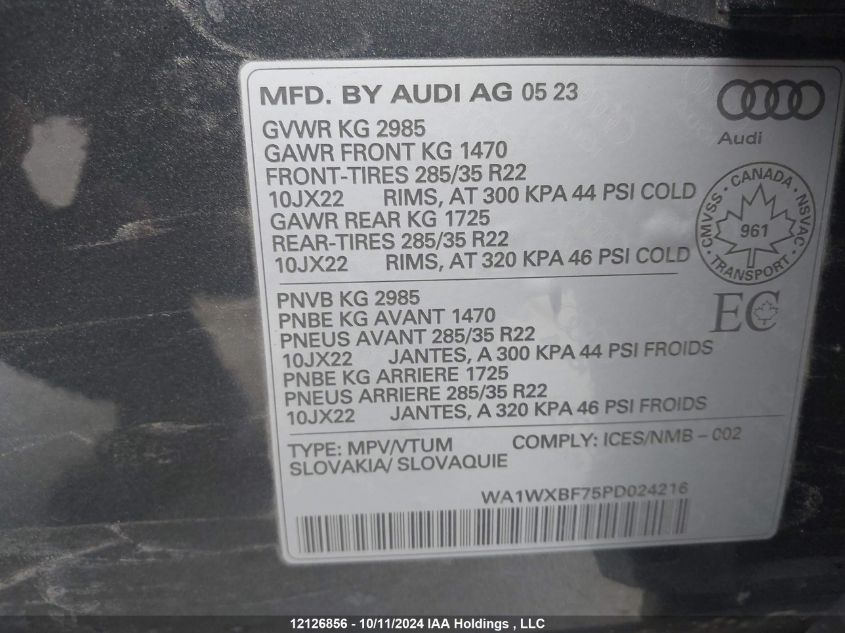 MFD. BY AUDI AG 05 23
Audi
GVWR KG 2985
GAWR FRONT KG 1470
FRONT-TIRES 285/35 R22
10JX22 RIMS, AT 300 KPA 44 PSI COLD
GAWR REAR KG 1725
REAR-TIRES 285/35 R22
10JX22 RIMS, AT 320 KPA 46 PSI COLD
CANADA
CMVSS - NSVAC
961
TRANSPORT
EC
PNVB KG 2985
PNBE KG AVANT 1470
PNEUS AVANT 285/35 R22
10JX22 JANTES, A 300 KPA 44 PSI FROIDS
PNBE KG ARRIERE 1725
PNEUS ARRIERE 285/35 R22
10JX22 JANTES, A 320 KPA 46 PSI FROIDS
TYPE: MPV/VTUM COMPLY: ICES/NMB - 002
SLOVAKIA/ SLOVAQUIE
WA1WXBF75PD024216
12126856 - 10/11/2024 IAA Holdings , LLC